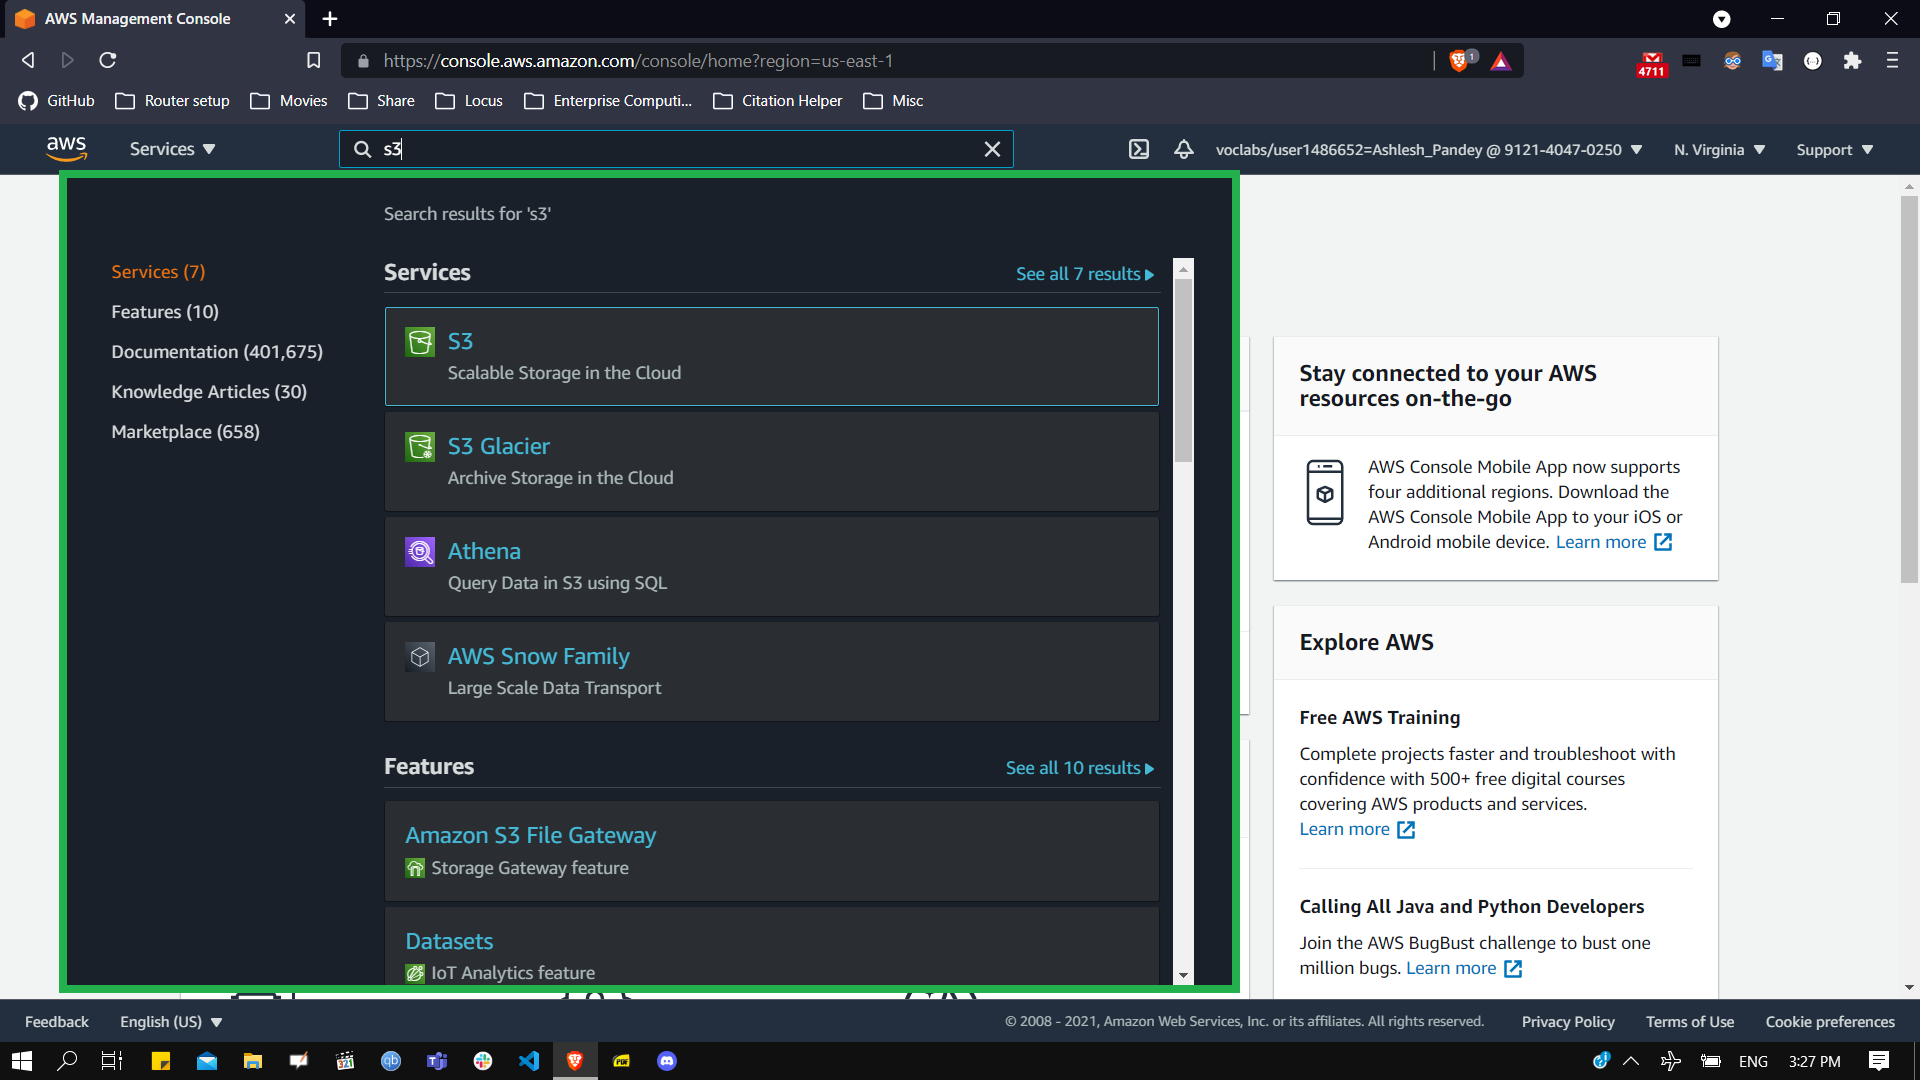 AWS Management Console
https://console.aws.amazon.com/console/home?region=us-east-1
1
4711
GitHub
Router setup
Movies
Share
Locus
Enterprise Computi...
Citation Helper
Misc
aws
Services
s3
voclabs/user1486652=Ashlesh_Pandey @ 9121-4047-0250
N. Virginia
Support
Search results for 's3'
Services (7)
Features (10)
Documentation (401,675)
Knowledge Articles (30)
Marketplace (658)
Services
See all 7 results
S3
Scalable Storage in the Cloud
S3 Glacier
Archive Storage in the Cloud
Athena
Query Data in S3 using SQL
AWS Snow Family
Large Scale Data Transport
Features
See all 10 results
Amazon S3 File Gateway
Storage Gateway feature
Datasets
IoT Analytics feature
Stay connected to your AWS
resources on-the-go
AWS Console Mobile App now supports
four additional regions. Download the
AWS Console Mobile App to your iOS or
Android mobile device. Learn more
Explore AWS
Free AWS Training
Complete projects faster and troubleshoot with
confidence with 500+ free digital courses
covering AWS products and services.
Learn more
Calling All Java and Python Developers
Join the AWS BugBust challenge to bust one
million bugs. Learn more
Feedback
English (US)
© 2008 - 2021, Amazon Web Services, Inc. or its affiliates. All rights reserved.
Privacy Policy
Terms of Use
Cookie preferences
321
qb
PDF
ENG
3:27 PM